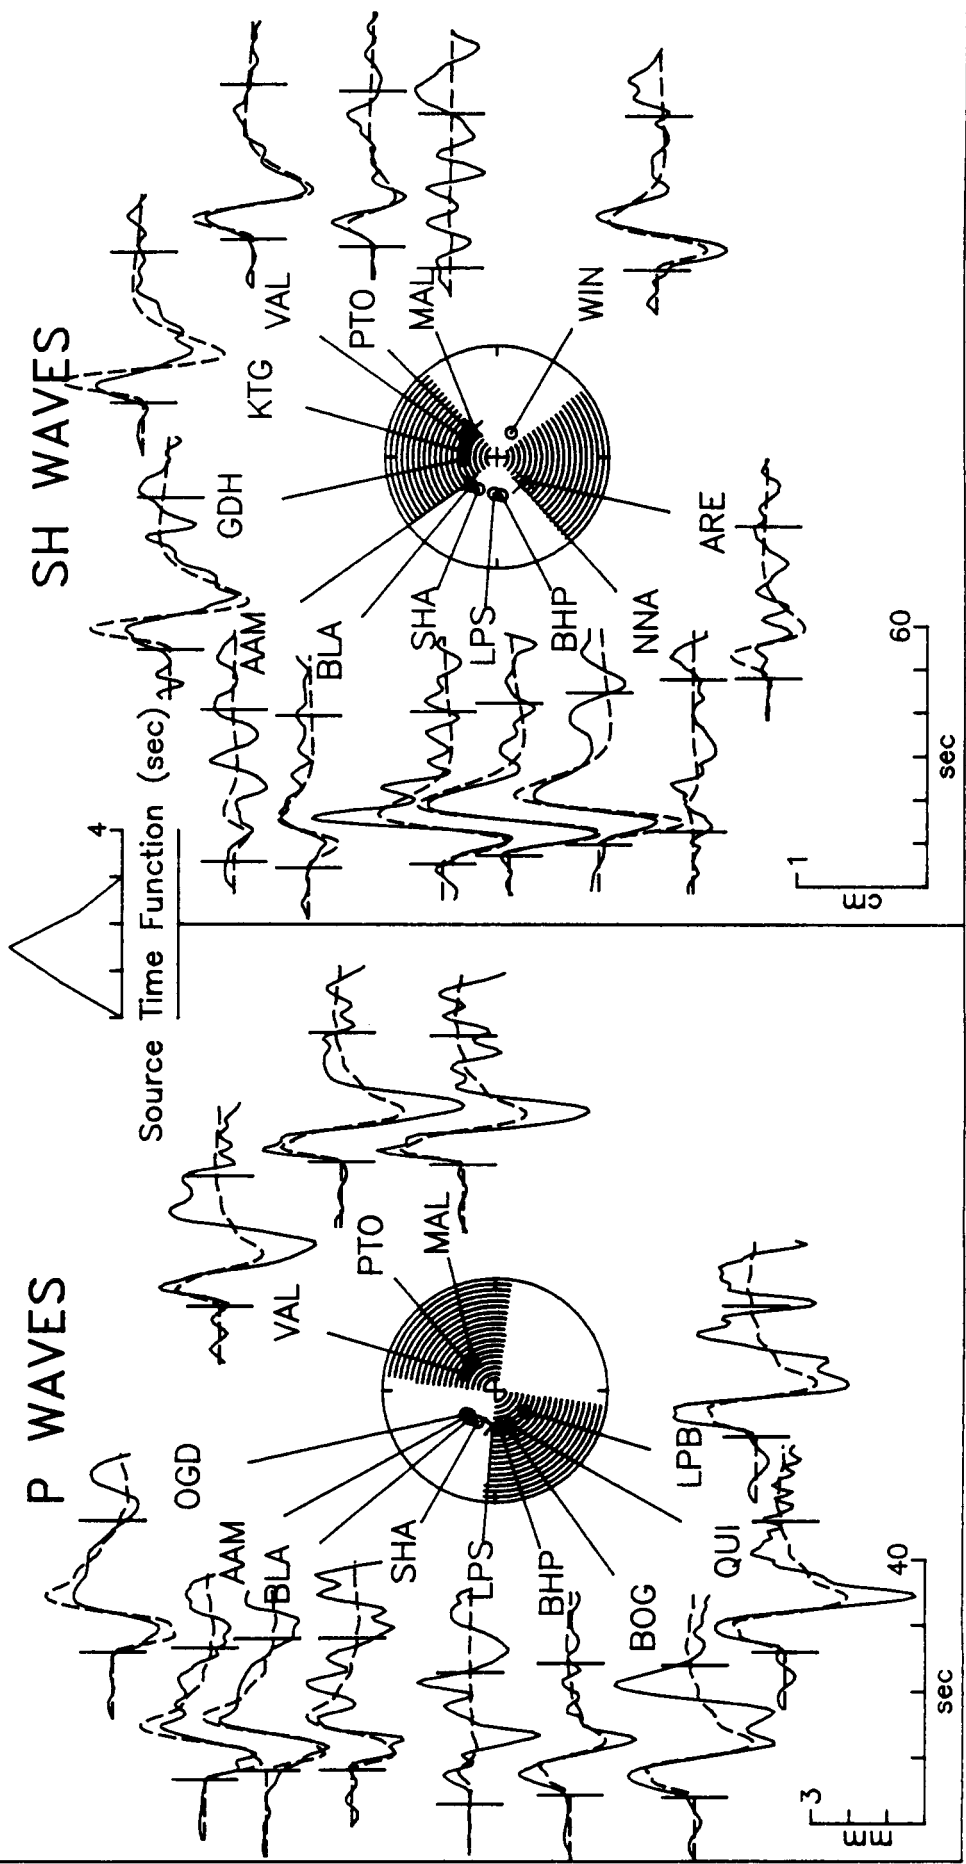 P WAVES
OGD
AAM
BLA
SHA
LPS
BHP
BOG
QUI
LPB
VAL
PTO
MAL
sec
40
3
mm
Source Time Function (sec)
4
SH WAVES
AAM
BLA
SHA
LPS
BHP
NNA
GDH
KTG
VAL
PTO
MAL
WIN
ARE
sec
60
1
cm